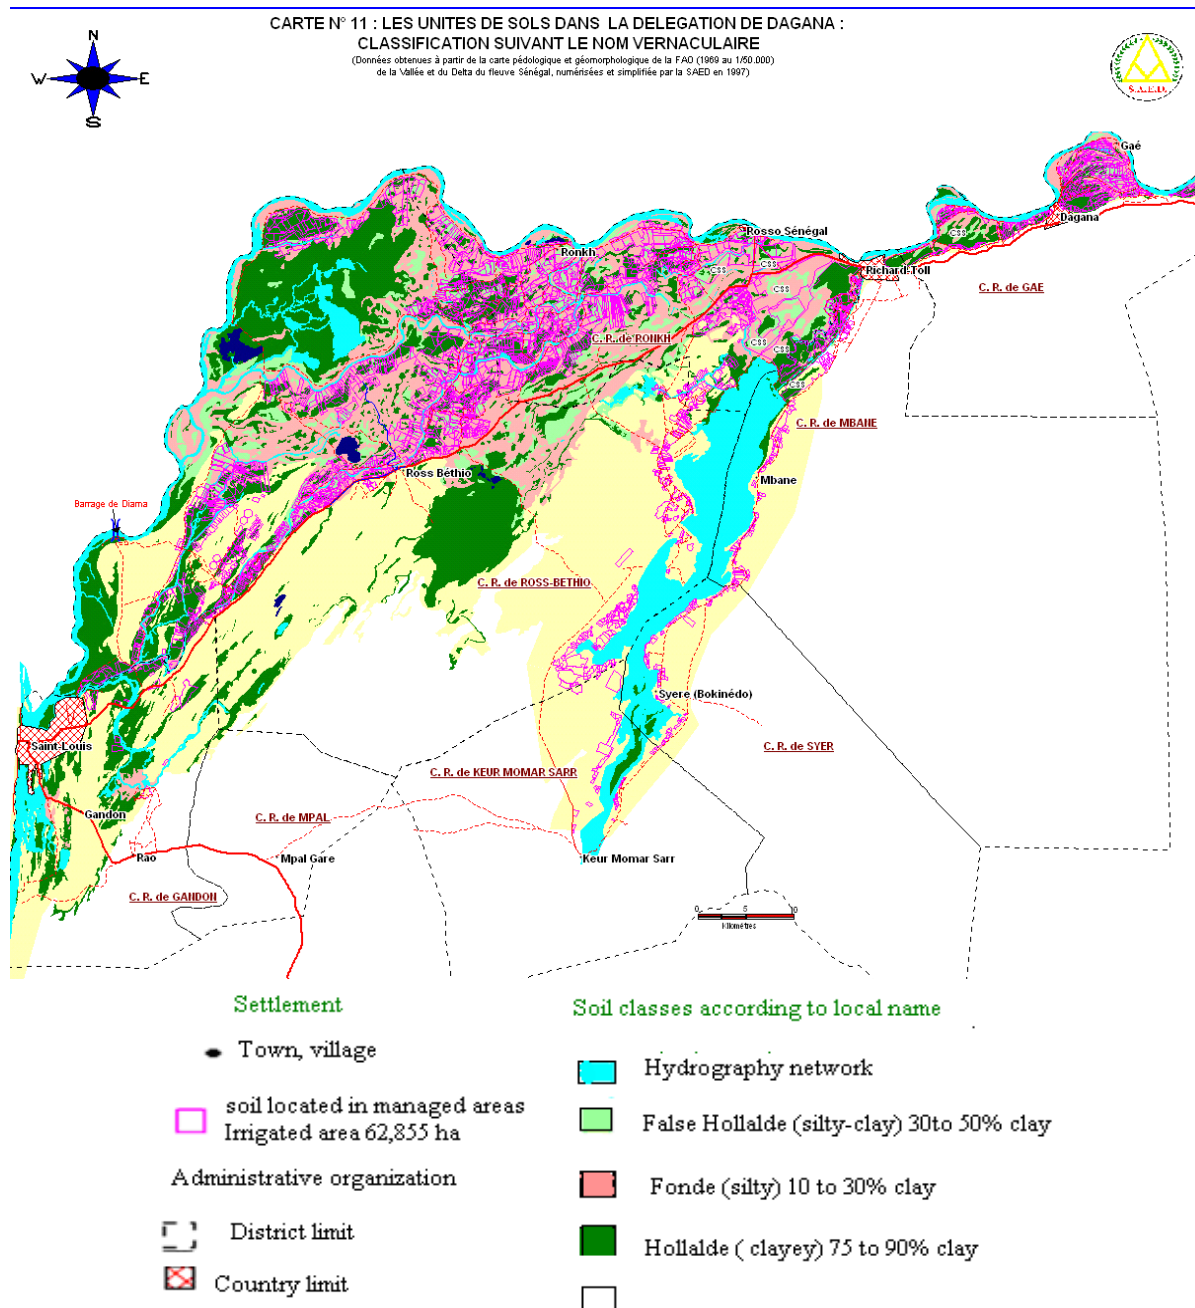 CARTE N° 11 : LES UNITES DE SOLS DANS LA DELEGATION DE DAGANA :
CLASSIFICATION SUIVANT LE NOM VERNACULAIRE
(Données obtenues à partir de la carte pédologique et géomorphologique de la FAO (1969 au 1/50.000)
de la Vallée et du Delta du fleuve Sénégal, numérisées et simplifiée par la SAED en 1997)
N
W E
S
S.A.E.D.
Gaé
Dagana
Rosso Sénégal
CSS
Ronkh
CSS
CSS
Richard-Toll
C. R. de GAE
CSS
C. R. de RONKH
CSS
CSS
CSS
C. R. de MBANE
Ross Béthio
Mbane
Barrage de Diama
C. R. de ROSS-BETHIO
Syere (Bokinédo)
Saint-Louis
C. R. de SYER
C. R. de KEUR MOMAR SARR
Gandon
C. R. de MPAL
Rao
Mpal Gare
Keur Momar Sarr
C. R. de GANDON
0 5
Kilomètres
Settlement
Town, village
soil located in managed areas
Irrigated area 62,855 ha
Administrative organization
District limit
Country limit
Soil classes according to local name
Hydrography network
False Hollalde (silty-clay) 30to 50% clay
Fonde (silty) 10 to 30% clay
Hollalde ( clayey) 75 to 90% clay